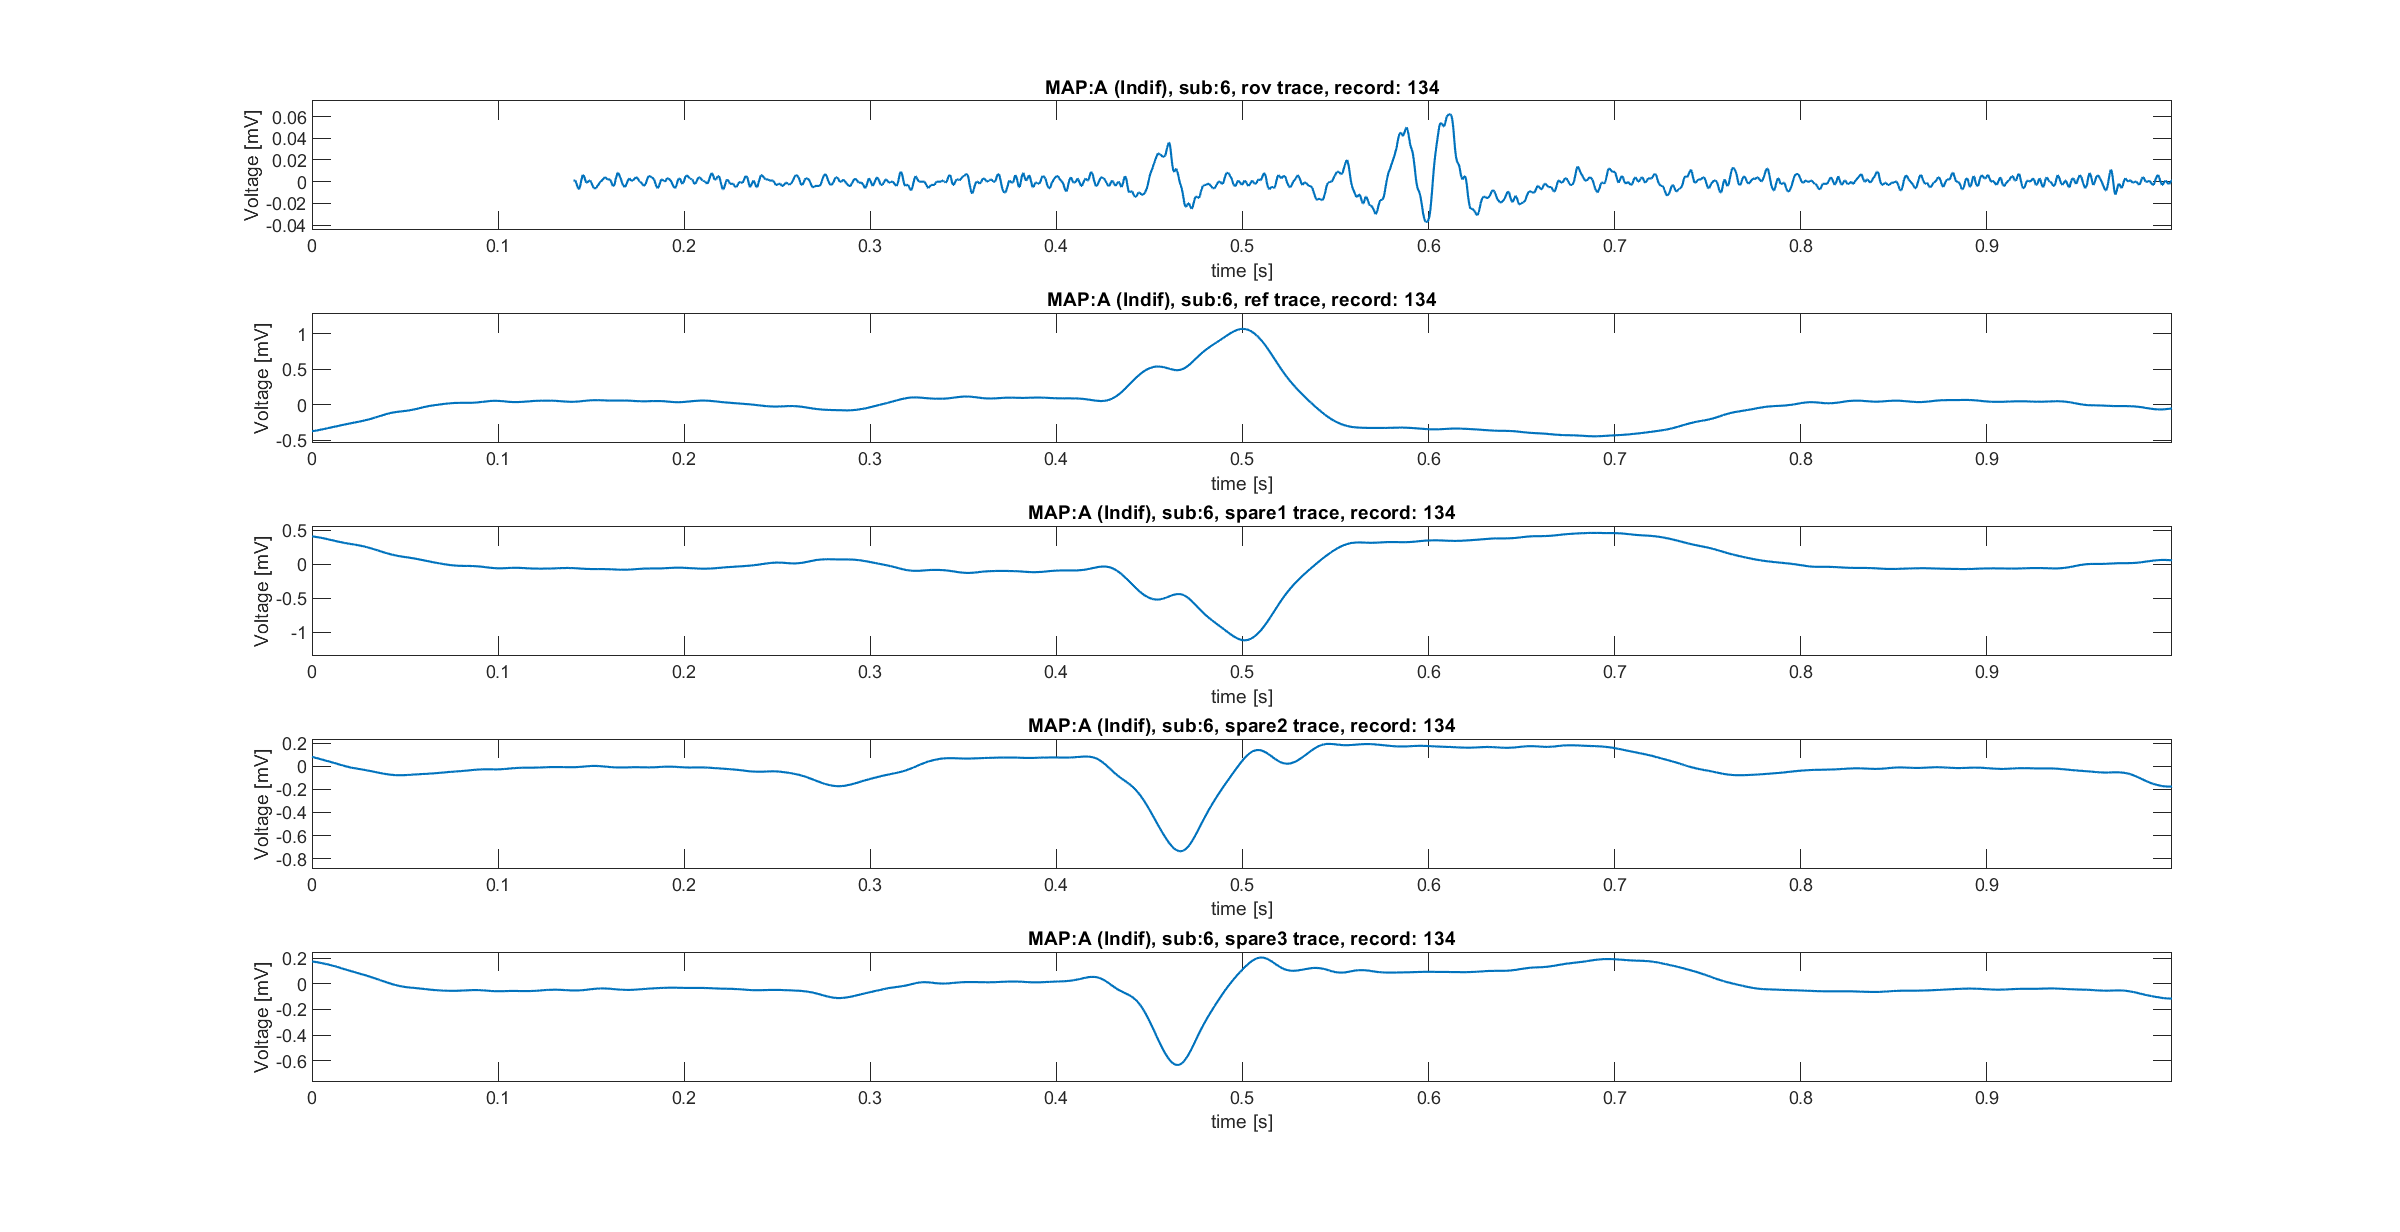 MAP:A (Indif), sub:6, rov trace, record: 134
Voltage [mV]
0.06
0.04
0.02
0
-0.02
-0.04
0 0.1 0.2 0.3 0.4 0.5 0.6 0.7 0.8 0.9
time [s]
MAP:A (Indif), sub:6, ref trace, record: 134
Voltage [mV]
1
0.5
0
-0.5
0 0.1 0.2 0.3 0.4 0.5 0.6 0.7 0.8 0.9
time [s]
MAP:A (Indif), sub:6, spare1 trace, record: 134
Voltage [mV]
0.5
0
-0.5
-1
0 0.1 0.2 0.3 0.4 0.5 0.6 0.7 0.8 0.9
time [s]
MAP:A (Indif), sub:6, spare2 trace, record: 134
Voltage [mV]
0.2
0
-0.2
-0.4
-0.6
-0.8
0 0.1 0.2 0.3 0.4 0.5 0.6 0.7 0.8 0.9
time [s]
MAP:A (Indif), sub:6, spare3 trace, record: 134
Voltage [mV]
0.2
0
-0.2
-0.4
-0.6
0 0.1 0.2 0.3 0.4 0.5 0.6 0.7 0.8 0.9
time [s]